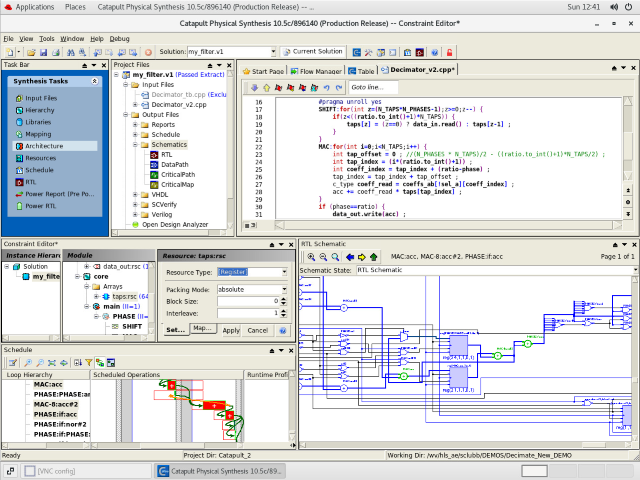 Applications Places Catapult Physical Synthesis 10.5c/896140 (Production Release) -- ... Sun 12:41
Catapult Physical Synthesis 10.5c/896140 (Production Release) -- Constraint Editor*
File View Tools Window Help Debug
Solution: my_filter.v1 Current Solution
Task Bar
Synthesis Tasks
Input Files
Hierarchy
Libraries
Mapping
Architecture
Resources
Schedule
RTL
Power Report (Pre Po...
Power RTL
Project Files
my_filter.v1 (Passed Extract)
Input Files
Decimator_tb.cpp (Exclu
Decimator_v2.cpp
Output Files
Reports
Schedule
Schematics
RTL
DataPath
CriticalPath
CriticalMap
VHDL
SCVerify
Verilog
Open Design Analyzer
Start Page Flow Manager Table Decimator_v2.cpp*
Goto line...
16 #pragma unroll yes
17 SHIFT:for(int z=(N_TAPS*N_PHASES-1);z>=0;z--) {
18 if(z<((ratio.to_int()+1)*N_TAPS))
19 taps[z] = (z==0) ? data_in.read() : taps[z-1] ;
20 }
21 }
22 MAC:for(int i=0;i<N_TAPS;i++) {
23 int tap_offset = 0 ; //(N_PHASES * N_TAPS)/2 - ((ratio.to_int()+1)*N_TAPS/2) ;
24 int tap_index = (i*(ratio.to_int()+1)) ;
25 int coeff_index = tap_index + (ratio-phase) ;
26 tap_index = tap_index + tap_offset ;
27 c_type coeff_read = coeffs_ab[!sel_a][coeff_index] ;
28 acc += coeff_read * taps[tap_index] ;
29 }
30 if (phase==ratio) {
31 data_out.write(acc) ;
Constraint Editor*
Instance Hierarc
Solution
my_filte
Module
data_out:rsc (1
core
Arrays
taps:rsc (64
main (II=1)
PHASE (II=
SHIFT
Resource: taps:rsc
Resource Type: [Register]
Packing Mode: absolute
Block Size: 0
Interleave: 1
Set... Map... Apply Cancel
RTL Schematic
MAC:acc, MAC-8:acc#2, PHASE:if:acc Page 1 of 1
Schematic State: RTL Schematic
Schedule
Loop Hierarchy Scheduled Operations Runtime Profi
MAC:acc
PHASE:PHASE:ar
MAC-8:acc#2
PHASE:if:acc
PHASE:if:nor#2
PHASE:if:PHASE:
Ready Project Dir: Catapult_2 Working Dir: /wv/hls_ae/sclubb/DEMOS/Decimate_New_DEMO
[VNC config] Catapult Physical Synthesis 10.5c/89...